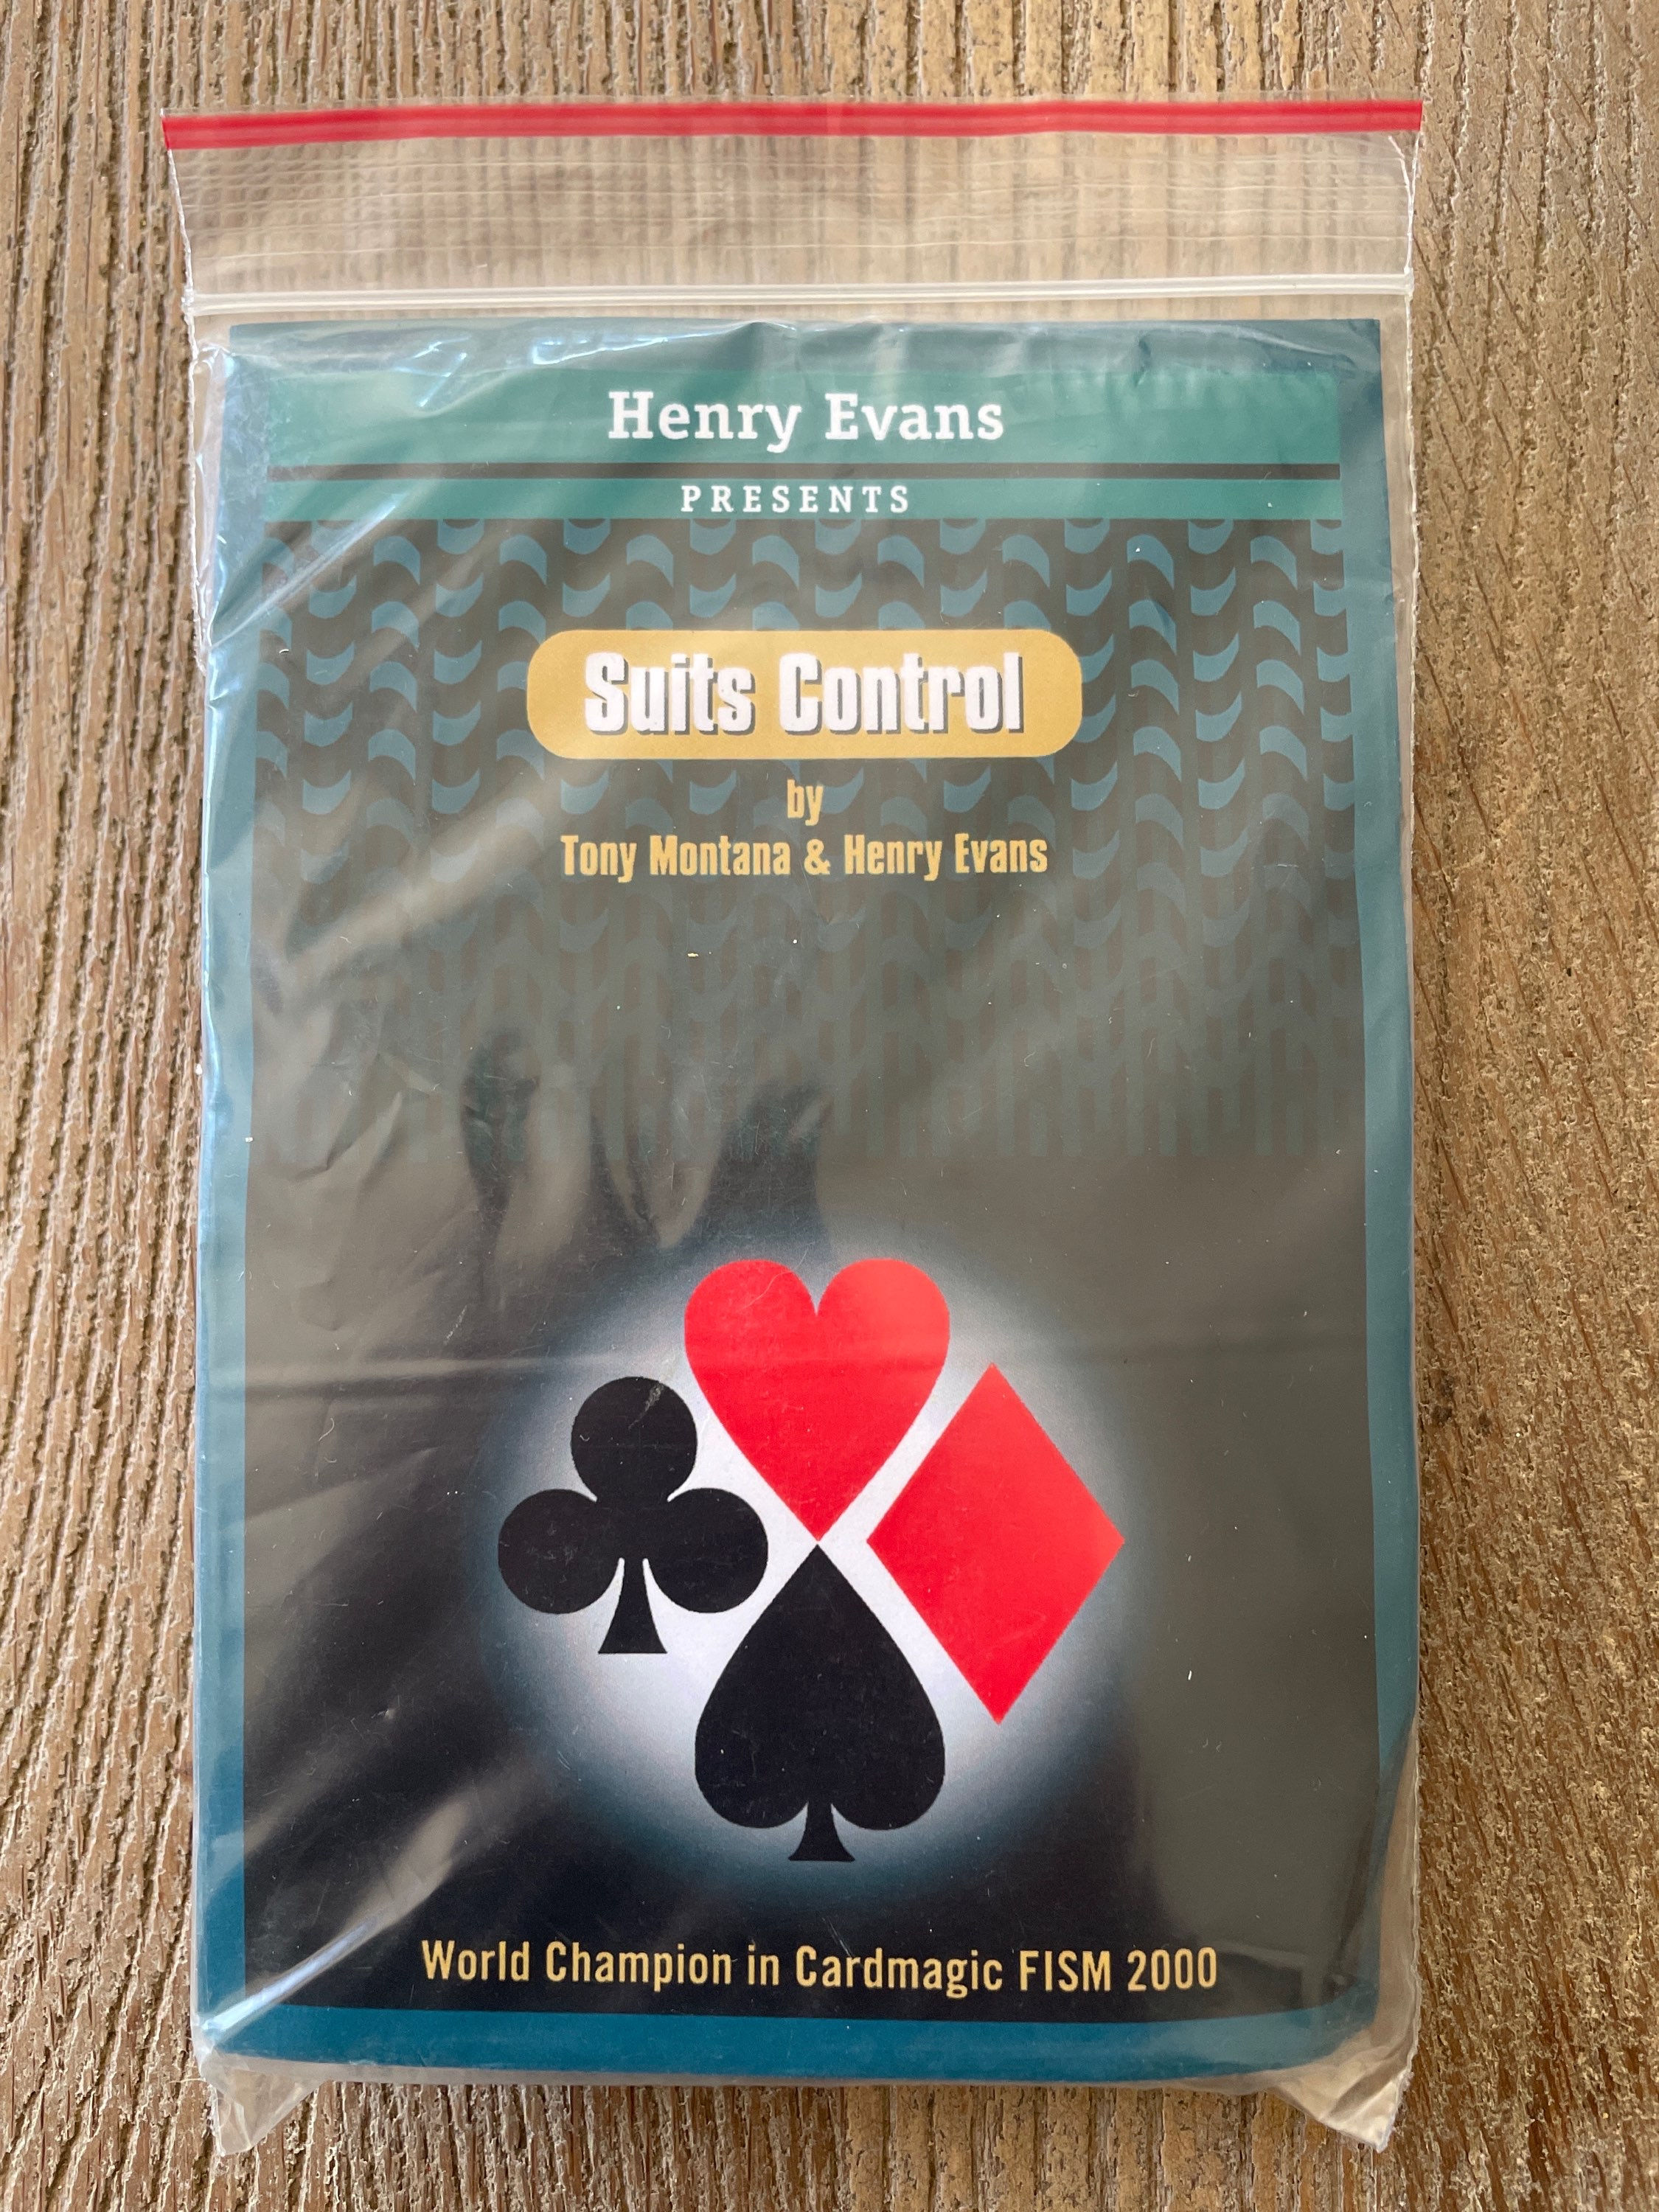 Henry Evans
PRESENTS
Suits Control
by
Tony Montana & Henry Evans
World Champion in Cardmagic FISM 2000